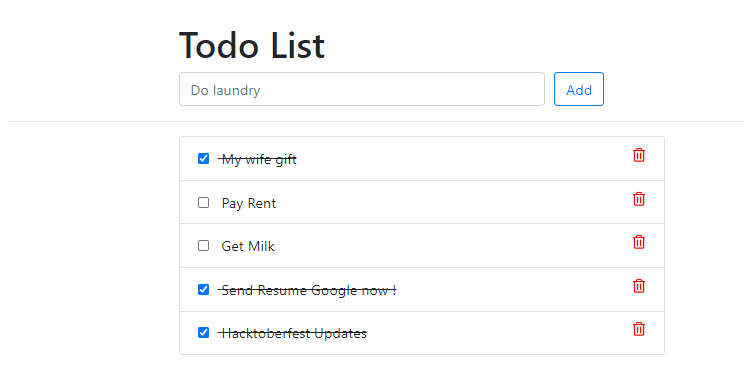 Todo List
Do laundry
Add
My wife gift
Pay Rent
Get Milk
Send Resume Google now !
Hacktoberfest Updates